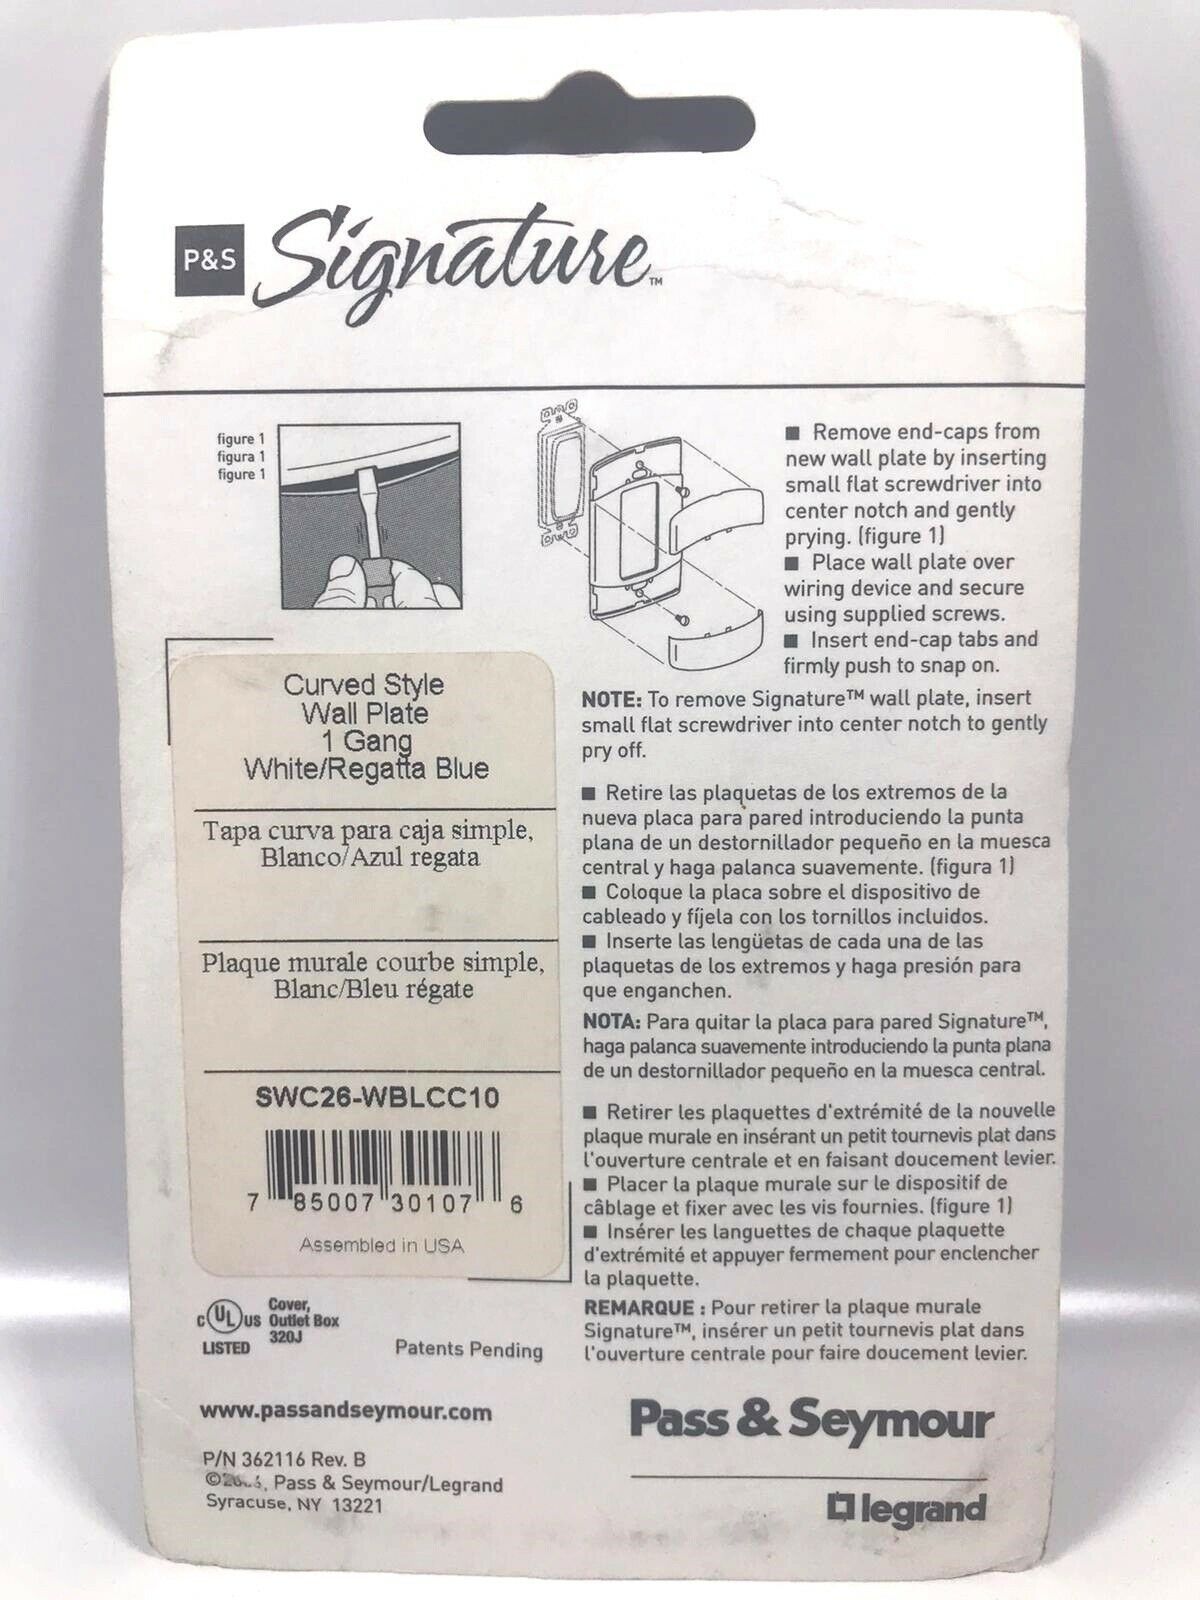 P&S Signature™
figure 1
figura 1
figure 1
■ Remove end-caps from
new wall plate by inserting
small flat screwdriver into
center notch and gently
prying. (figure 1)
■ Place wall plate over
wiring device and secure
using supplied screws.
■ Insert end-cap tabs and
firmly push to snap on.
NOTE: To remove Signature™ wall plate, insert
small flat screwdriver into center notch to gently
pry off.
■ Retire las plaquetas de los extremos de la
nueva placa para pared introduciendo la punta
plana de un destornillador pequeño en la muesca
central y haga palanca suavemente. (figura 1)
■ Coloque la placa sobre el dispositivo de
cableado y fíjela con los tornillos incluidos.
■ Inserte las lengüetas de cada una de las
plaquetas de los extremos y haga presión para
que enganchen.
NOTA: Para quitar la placa para pared Signature™,
haga palanca suavemente introduciendo la punta plana
de un destornillador pequeño en la muesca central.
■ Retirer les plaquettes d'extrémité de la nouvelle
plaque murale en insérant un petit tournevis plat dans
l'ouverture centrale et en faisant doucement levier.
■ Placer la plaque murale sur le dispositif de
câblage et fixer avec les vis fournies. (figure 1)
■ Insérer les languettes de chaque plaquette
d'extrémité et appuyer fermement pour enclencher
la plaquette.
REMARQUE : Pour retirer la plaque murale
Signature™, insérer un petit tournevis plat dans
l'ouverture centrale pour faire doucement levier.
Curved Style
Wall Plate
1 Gang
White/Regatta Blue
Tapa curva para caja simple,
Blanco/Azul regata
Plaque murale courbe simple,
Blanc/Bleu régate
SWC26-WBLCC10
7 85007 30107 6
Assembled in USA
C UL US
LISTED
Cover,
Outlet Box
320J
Patents Pending
www.passandseymour.com
P/N 362116 Rev. B
©, Pass & Seymour/Legrand
Syracuse, NY 13221
Pass & Seymour
legrand